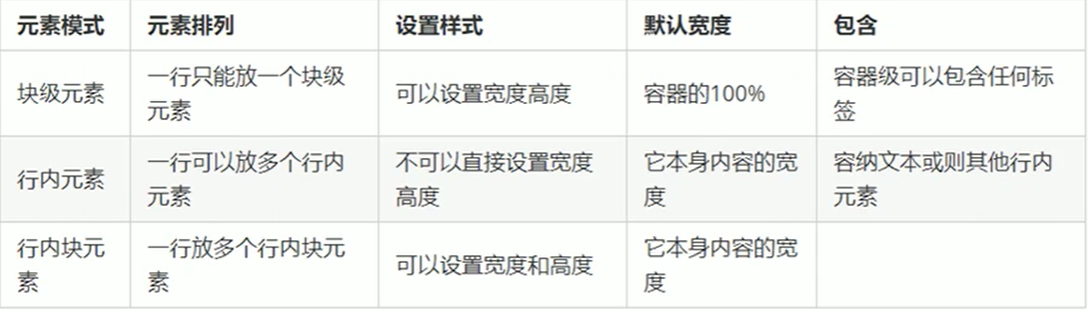 元素模式 元素排列 设置样式 默认宽度 包含
块级元素 一行只能放一个块级元素 可以设置宽度高度 容器的100% 容器级可以包含任何标签
行内元素 一行可以放多个行内元素 不可以直接设置宽度高度 它本身内容的宽度 容纳文本或则其他行内元素
行内块元素 一行放多个行内块元素 可以设置宽度和高度 它本身内容的宽度